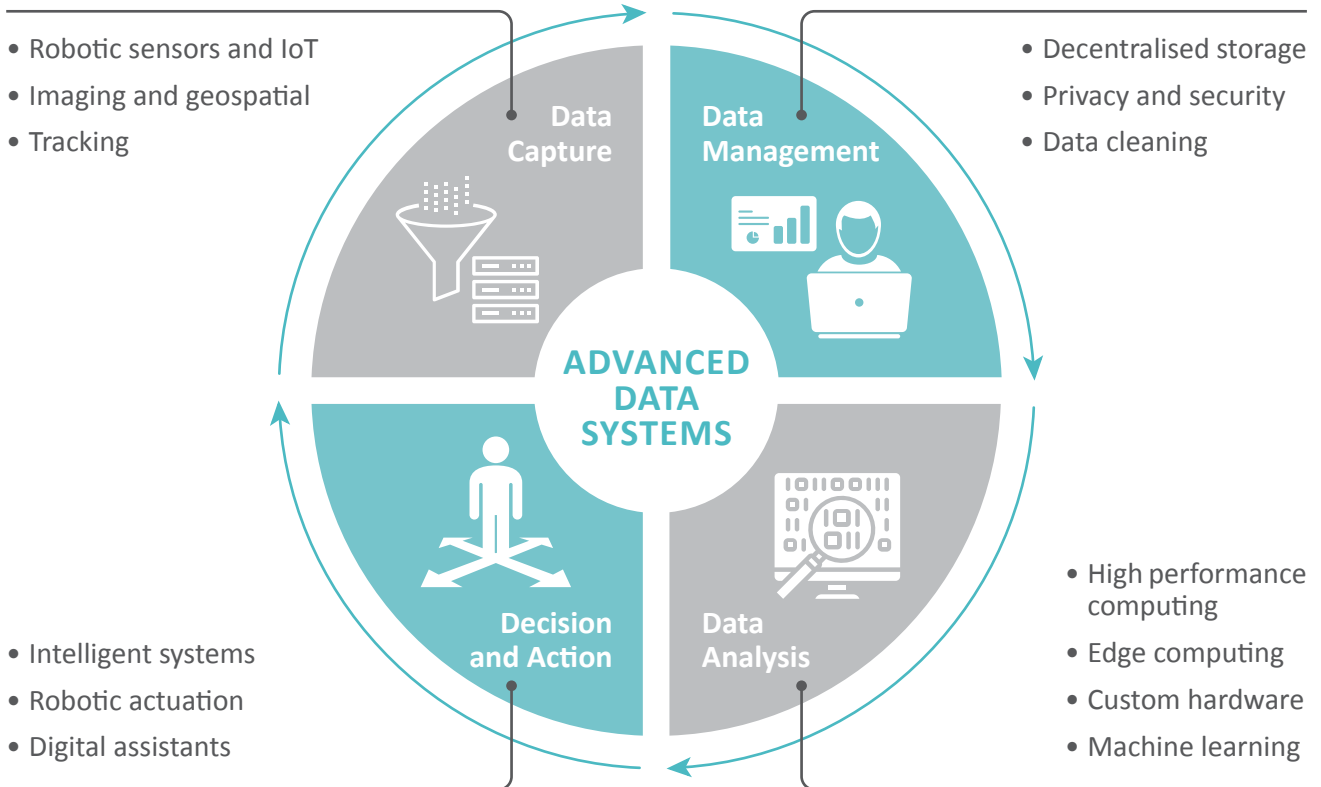 • Robotic sensors and IoT
• Imaging and geospatial
• Tracking
Data
Capture
Data
Management
• Decentralised storage
• Privacy and security
• Data cleaning
ADVANCED
DATA
SYSTEMS
Decision
and Action
• Intelligent systems
• Robotic actuation
• Digital assistants
Data
Analysis
• High performance
computing
• Edge computing
• Custom hardware
• Machine learning